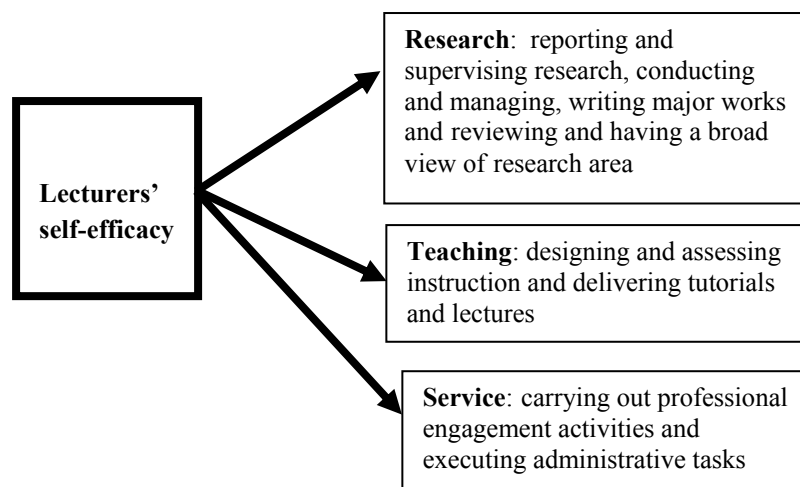 Lecturers’
self-efficacy
Research:  reporting and
supervising research, conducting
and managing, writing major works
and reviewing and having a broad
view of research area
Teaching: designing and assessing
instruction and delivering tutorials
and lectures
Service: carrying out professional
engagement activities and
executing administrative tasks